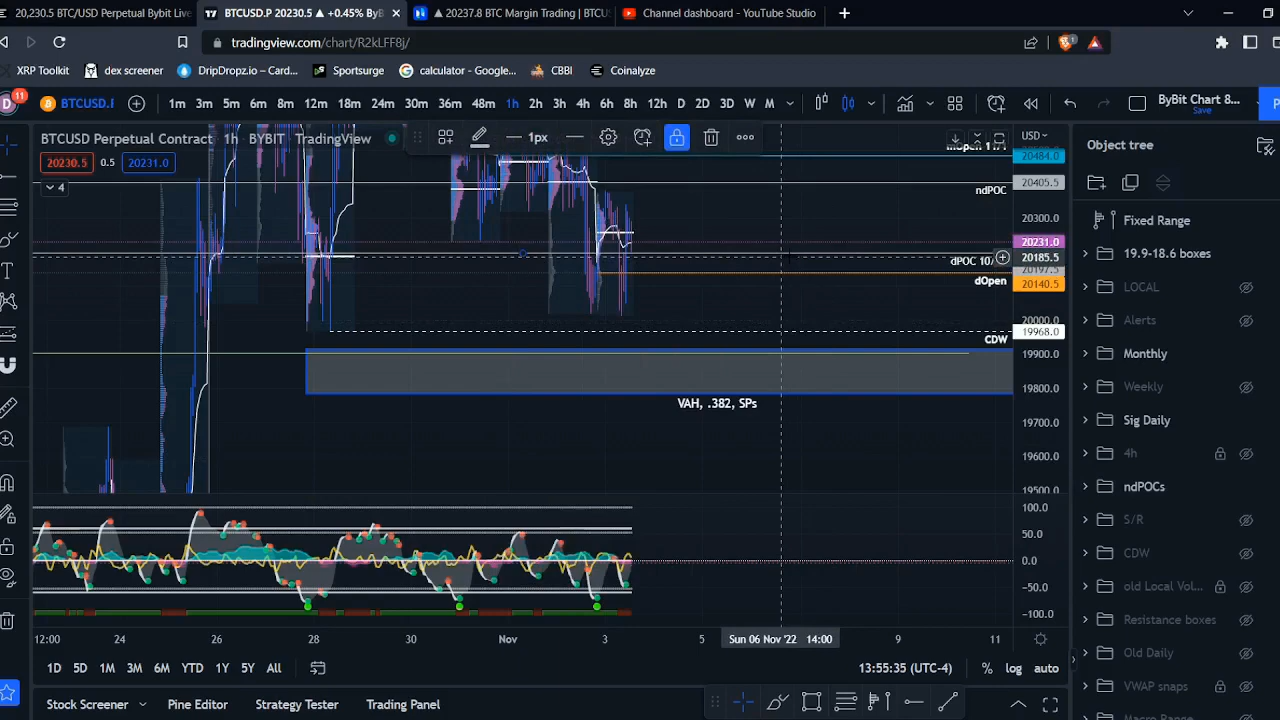 20,230.5 BTCUSD Perpetual Bybit Live
BTCUSD.P 20230.5 ▲ +0.45% ByB
▲ 20237.8 BTC Margin Trading | BTCUS
Channel dashboard - YouTube Studio
tradingview.com/chart/R2kLFF8j/
XRP Toolkit
dex screener
DripDropz.io – Card...
Sportsurge
calculator - Google...
CBBI
Coinalyze
D 11
BTCUSD.P
1m 3m 5m 6m 8m 12m 18m 24m 30m 36m 48m 1h 2h 3h 4h 6h 8h 12h D 2D 3D W M
ByBit Chart 8...
Save
BTCUSD Perpetual Contract · 1h · BYBIT · TradingView
1px
USD
Object tree
20230.5 0.5 20231.0
4
20484.0
20405.5
ndPOC
20300.0
20231.0
20185.5
dPOC 10/
20197.5
dOpen
20140.5
20000.0
19968.0
CDW
19900.0
19800.0
VAH, .382, SPs
19700.0
19600.0
19500.0
100.0
50.0
0.0
-50.0
-100.0
Fixed Range
19.9-18.6 boxes
LOCAL
Alerts
Monthly
Weekly
Sig Daily
4h
ndPOCs
S/R
CDW
old Local Vol...
Resistance boxes
Old Daily
VWAP snaps
12:00 24 26 28 30 Nov 3 5 Sun 06 Nov '22 14:00 9 11
1D 5D 1M 3M 6M YTD 1Y 5Y All
13:55:35 (UTC-4) % log auto
Stock Screener Pine Editor Strategy Tester Trading Panel